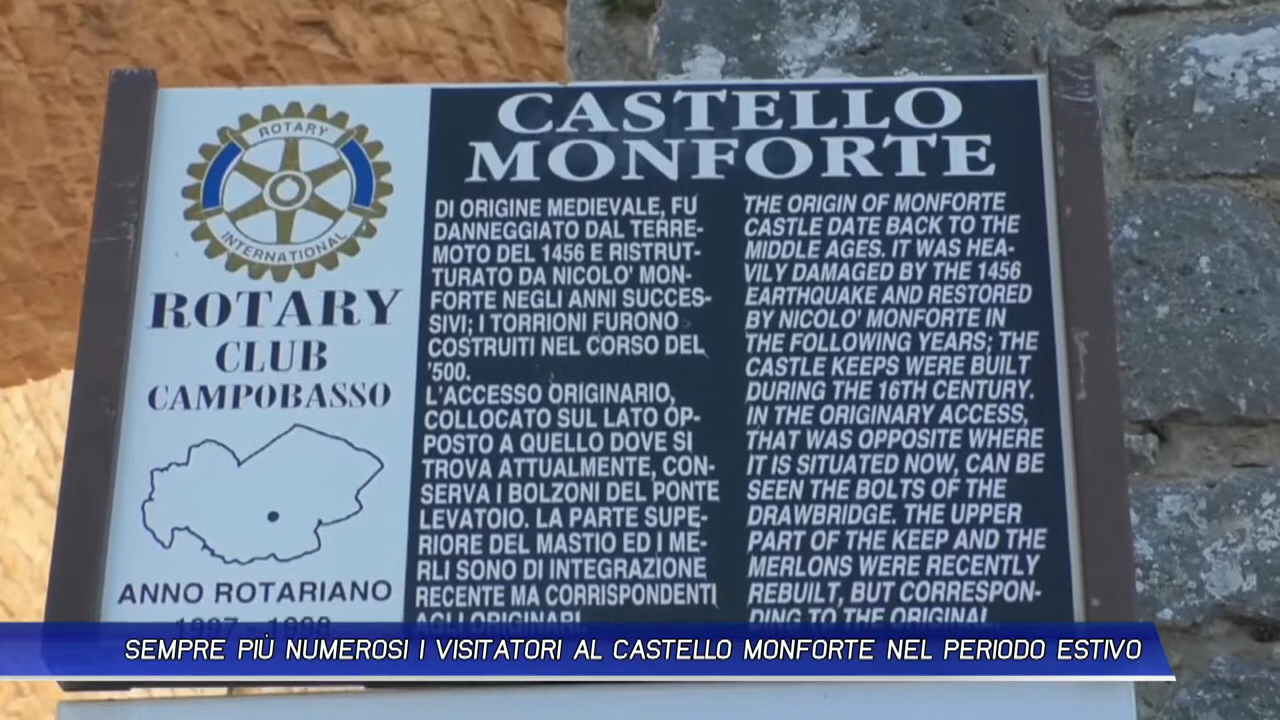 ROTARY
INTERNATIONAL
ROTARY
CLUB
CAMPOBASSO
ANNO ROTARIANO
1997 - 1998
CASTELLO
MONFORTE
DI ORIGINE MEDIEVALE, FU
DANNEGGIATO DAL TERRE-
MOTO DEL 1456 E RISTRUT-
TURATO DA NICOLO' MON-
FORTE NEGLI ANNI SUCCES-
SIVI; I TORRIONI FURONO
COSTRUITI NEL CORSO DEL
'500.
L'ACCESSO ORIGINARIO,
COLLOCATO SUL LATO OP-
POSTO A QUELLO DOVE SI
TROVA ATTUALMENTE, CON-
SERVA I BOLZONI DEL PONTE
LEVATOIO. LA PARTE SUPE-
RIORE DEL MASTIO ED I ME-
RLI SONO DI INTEGRAZIONE
RECENTE MA CORRISPONDENTI
AGLI ORIGINARI.
THE ORIGIN OF MONFORTE
CASTLE DATE BACK TO THE
MIDDLE AGES. IT WAS HEA-
VILY DAMAGED BY THE 1456
EARTHQUAKE AND RESTORED
BY NICOLO' MONFORTE IN
THE FOLLOWING YEARS; THE
CASTLE KEEPS WERE BUILT
DURING THE 16TH CENTURY.
IN THE ORIGINARY ACCESS,
THAT WAS OPPOSITE WHERE
IT IS SITUATED NOW, CAN BE
SEEN THE BOLTS OF THE
DRAWBRIDGE. THE UPPER
PART OF THE KEEP AND THE
MERLONS WERE RECENTLY
REBUILT, BUT CORRESPON-
DING TO THE ORIGINAL.
SEMPRE PIÙ NUMEROSI I VISITATORI AL CASTELLO MONFORTE NEL PERIODO ESTIVO